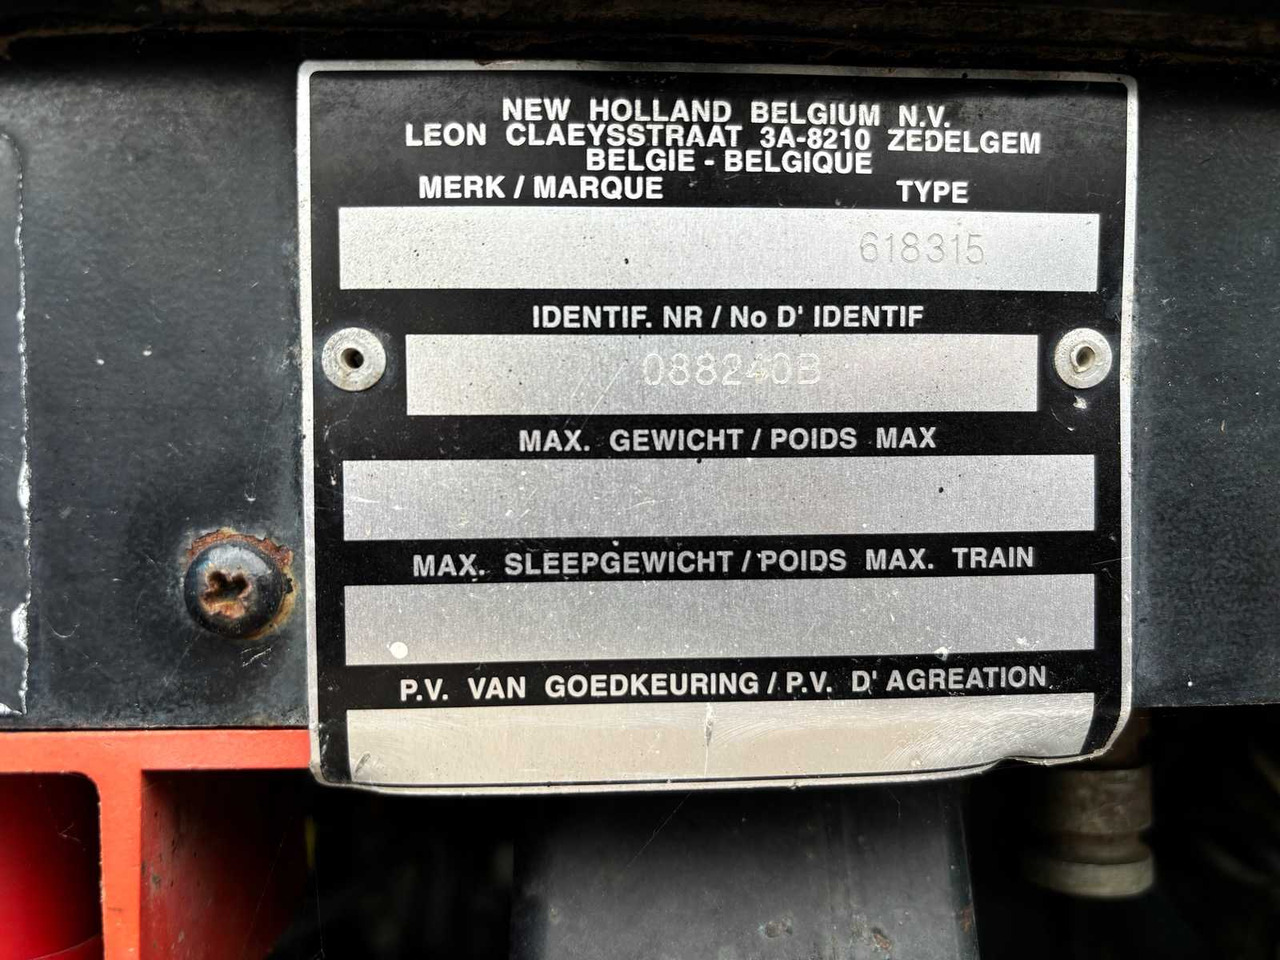 NEW HOLLAND BELGIUM N.V.
LEON CLAEYSSTRAAT 3A-8210 ZEDELGEM
BELGIE - BELGIQUE
MERK / MARQUE TYPE
618315
IDENTIF. NR / No D' IDENTIF
088240B
MAX. GEWICHT / POIDS MAX
MAX. SLEEPGEWICHT / POIDS MAX. TRAIN
P.V. VAN GOEDKEURING / P.V. D' AGREATION